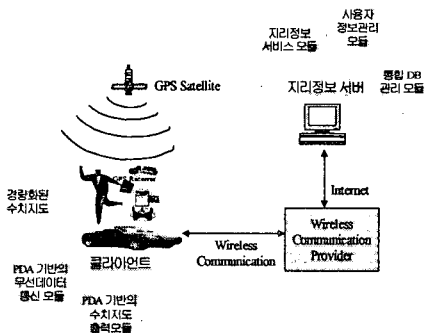 사용자
정보관리
모듈
지리정보
서비스 모듈
GPS Satellite
지리정보 서버
통합 DB
관리 모듈
GPS Receiver
Internet
경량화된
수치지도
Wireless
Communication
Provider
Wireless
Communication
클라이언트
PDA 기반의
무선데이터
통신 모듈
PDA 기반의
수치지도
출력모듈